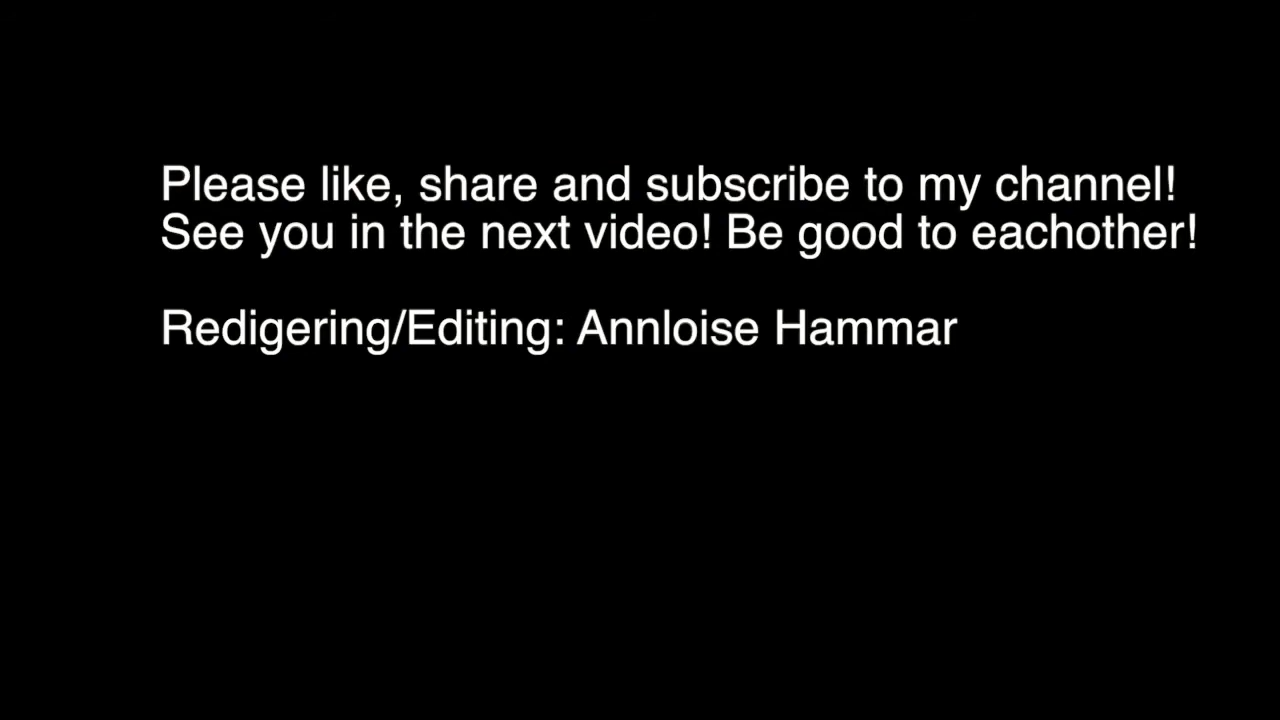 Please like, share and subscribe to my channel!
See you in the next video! Be good to eachother!
Redigering/Editing: Annloise Hammar